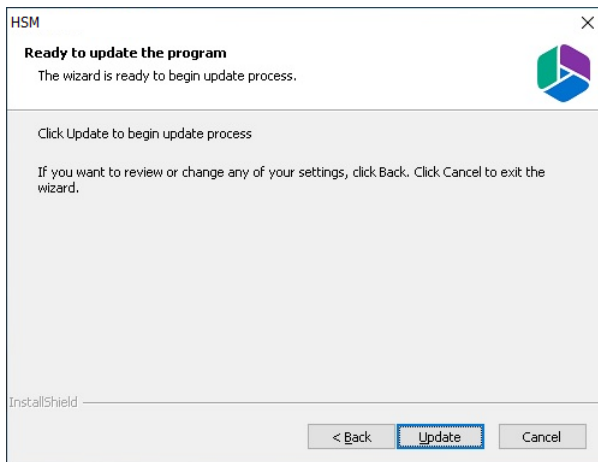 HSM
Ready to update the program
The wizard is ready to begin update process.
Click Update to begin update process
If you want to review or change any of your settings, click Back. Click Cancel to exit the
wizard.
InstallShield
< Back
Update
Cancel